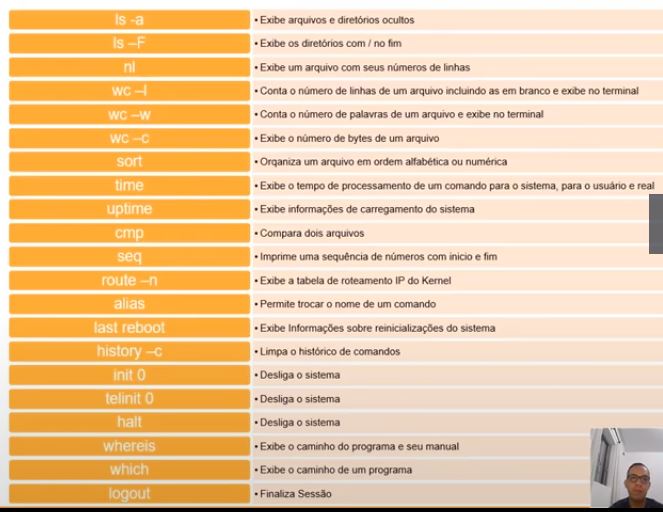 ls -a
• Exibe arquivos e diretórios ocultos
ls –F
• Exibe os diretórios com / no fim
nl
• Exibe um arquivo com seus números de linhas
wc –l
• Conta o número de linhas de um arquivo incluindo as em branco e exibe no terminal
wc –w
• Conta o número de palavras de um arquivo e exibe no terminal
wc –c
• Exibe o número de bytes de um arquivo
sort
• Organiza um arquivo em ordem alfabética ou numérica
time
• Exibe o tempo de processamento de um comando para o sistema, para o usuário e real
uptime
• Exibe informações de carregamento do sistema
cmp
• Compara dois arquivos
seq
• Imprime uma sequência de números com inicio e fim
route –n
• Exibe a tabela de roteamento IP do Kernel
alias
• Permite trocar o nome de um comando
last reboot
• Exibe Informações sobre reinicializações do sistema
history –c
• Limpa o histórico de comandos
init 0
• Desliga o sistema
telinit 0
• Desliga o sistema
halt
• Desliga o sistema
whereis
• Exibe o caminho do programa e seu manual
which
• Exibe o caminho de um programa
logout
• Finaliza Sessão